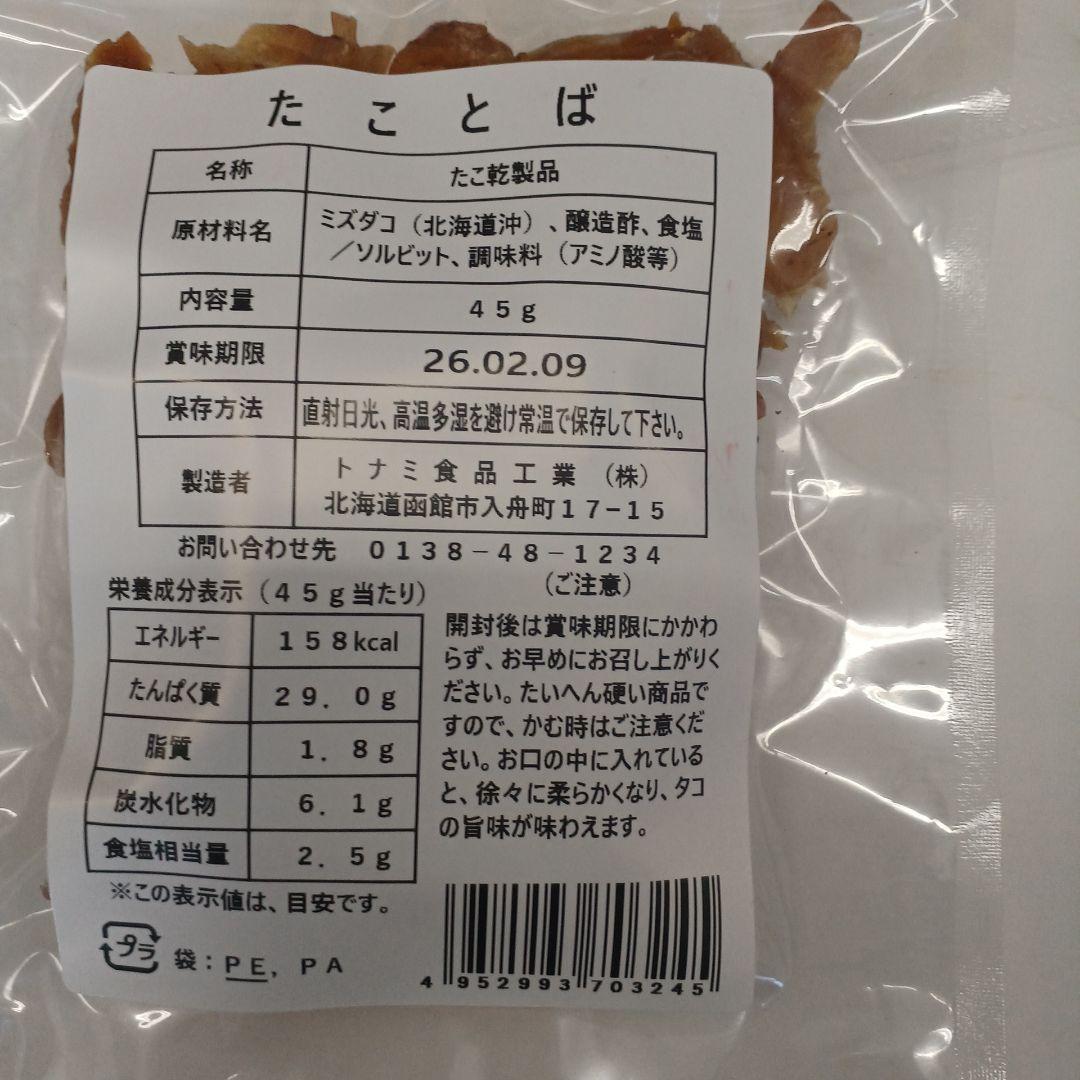 たことば
名称 たこ乾製品
原材料名 ミズダコ（北海道沖）、醸造酢、食塩
／ソルビット、調味料（アミノ酸等）
内容量 ４５ｇ
賞味期限 26.02.09
保存方法 直射日光、高温多湿を避け常温で保存して下さい。
製造者 トナミ食品工業（株）
北海道函館市入舟町１７−１５
お問い合わせ先 ０１３８−４８−１２３４
栄養成分表示（４５ｇ当たり）
エネルギー １５８kcal
たんぱく質 ２９．０ｇ
脂質 １．８ｇ
炭水化物 ６．１ｇ
食塩相当量 ２．５ｇ
※この表示値は、目安です。
プラ 袋：ＰＥ，ＰＡ
（ご注意）
開封後は賞味期限にかかわ
らず、お早めにお召し上がりく
ださい。たいへん硬い商品で
すので、かむ時はご注意くだ
さい。お口の中に入れている
と、徐々に柔らかくなり、タコ
の旨味が味わえます。
4 952993 703245